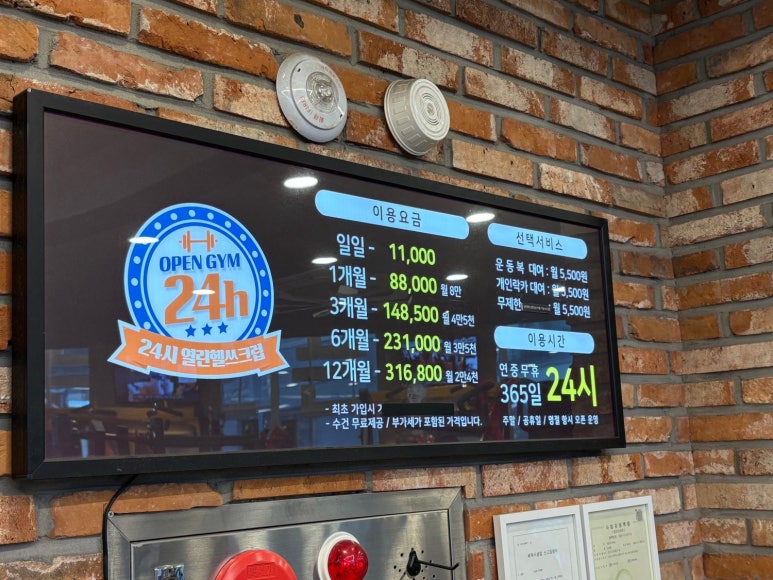 OPEN GYM
24h
24시 열린헬쓰크럽
이용요금
일일 - 11,000
1개월 - 88,000 월 8만
3개월 - 148,500 월 4만5천
6개월 - 231,000 월 3만5천
12개월 - 316,800 월 2만4천
- 최초 가입시
- 수건 무료제공 / 부가세가 포함된 가격입니다.
선택서비스
운동복 대여 : 월 5,500원
개인락카 대여 : 월 5,500원
무제한 월 5,500원
이용시간
연중무휴
365일 24시
주말 / 공휴일 / 명절 항시 오픈 운영